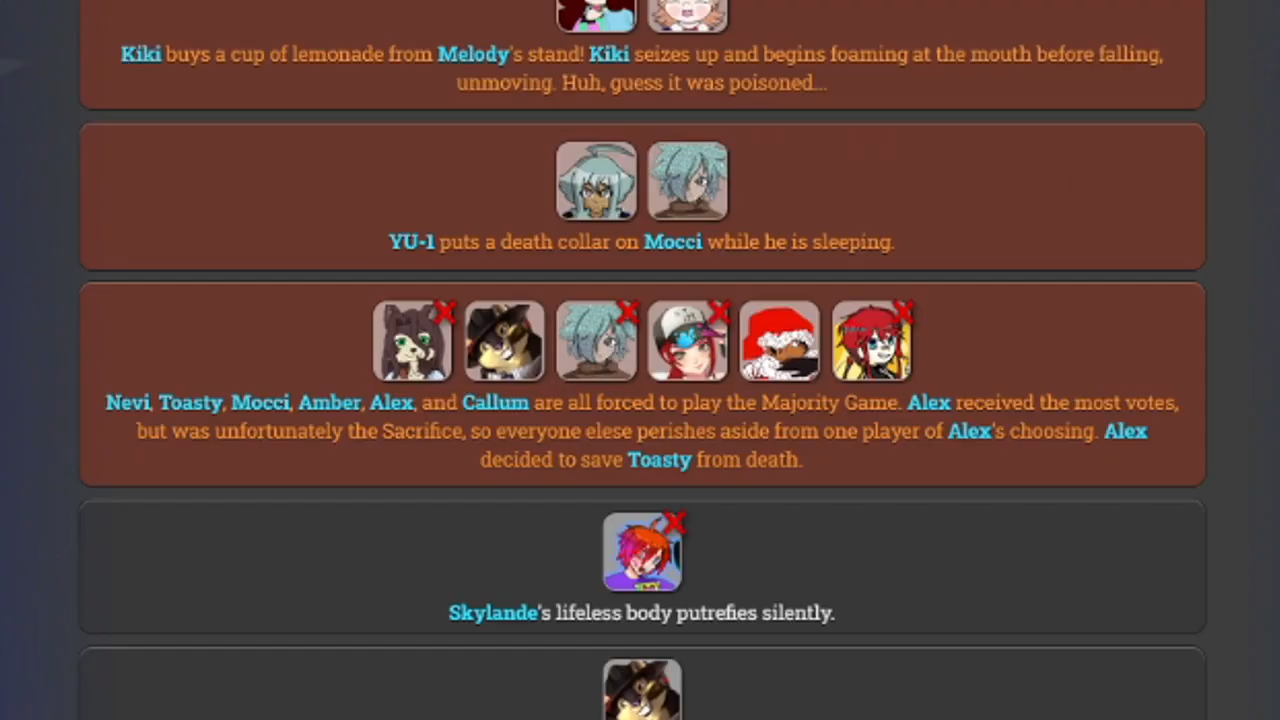 Kiki buys a cup of lemonade from Melody's stand! Kiki seizes up and begins foaming at the mouth before falling,
unmoving. Huh, guess it was poisoned...
YU-1 puts a death collar on Mocci while he is sleeping.
Nevi, Toasty, Mocci, Amber, Alex, and Callum are all forced to play the Majority Game. Alex received the most votes,
but was unfortunately the Sacrifice, so everyone elese perishes aside from one player of Alex's choosing. Alex
decided to save Toasty from death.
Skylande's lifeless body putrefies silently.